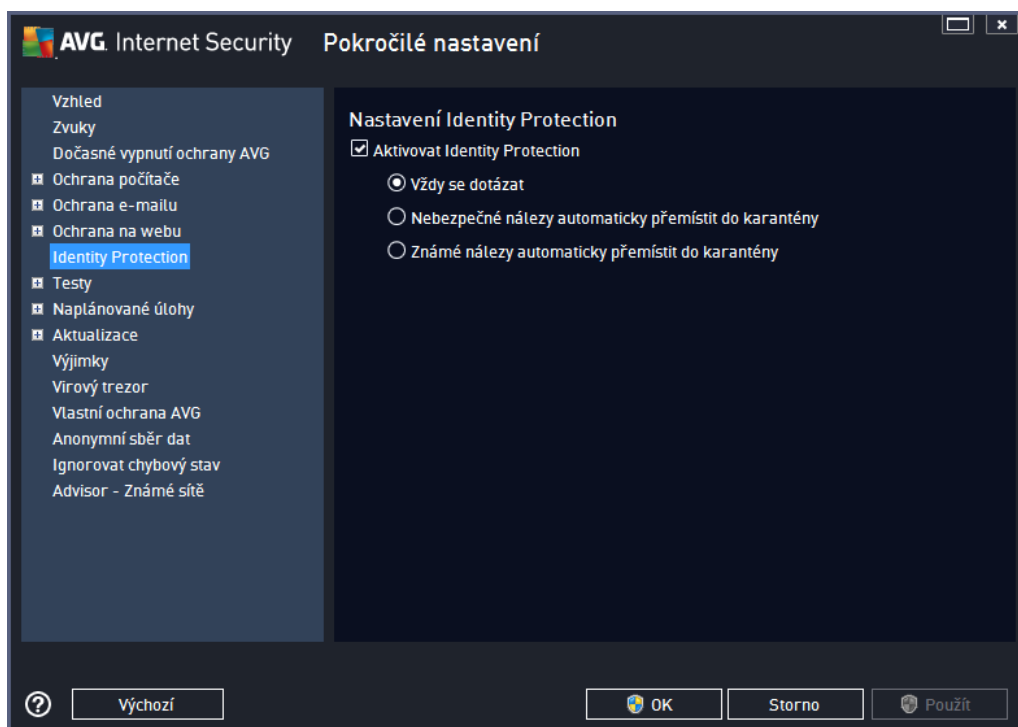 AVG. Internet Security
Pokročilé nastavení
Vzhled
Zvuky
Dočasné vypnutí ochrany AVG
Ochrana počítače
Ochrana e-mailu
Ochrana na webu
Identity Protection
Testy
Naplánované úlohy
Aktualizace
Výjimky
Virový trezor
Vlastní ochrana AVG
Anonymní sběr dat
Ignorovat chybový stav
Advisor - Známé sítě
Nastavení Identity Protection
Aktivovat Identity Protection
Vždy se dotázat
Nebezpečné nálezy automaticky přemístit do karantény
Známé nálezy automaticky přemístit do karantény
Výchozí
OK
Storno
Použít